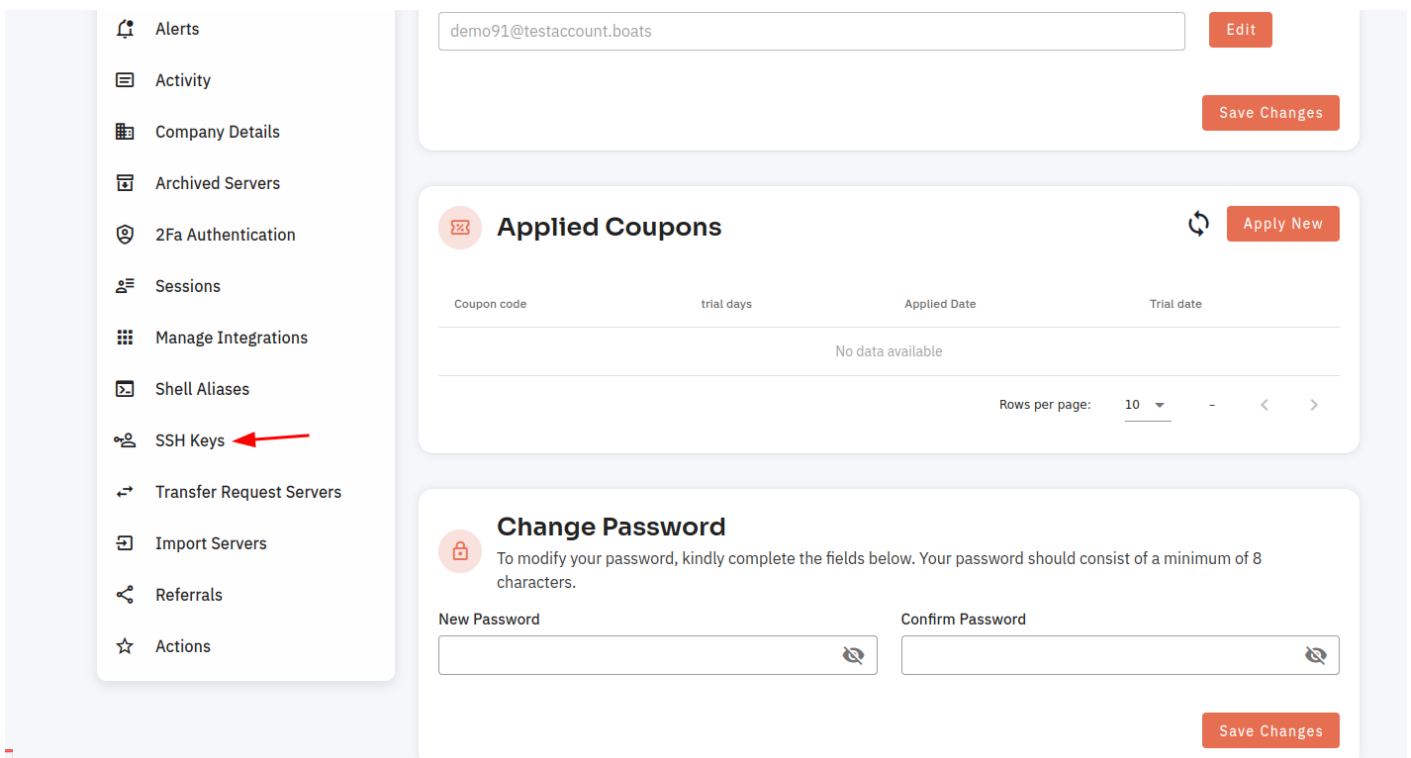 Alerts
Activity
Company Details
Archived Servers
2Fa Authentication
Sessions
Manage Integrations
Shell Aliases
SSH Keys
Transfer Request Servers
Import Servers
Referrals
Actions
demo91@testaccount.boats
Edit
Save Changes
Applied Coupons
Apply New
Coupon code trial days Applied Date Trial date
No data available
Rows per page: 10 –
Change Password
To modify your password, kindly complete the fields below. Your password should consist of a minimum of 8
characters.
New Password Confirm Password
Save Changes